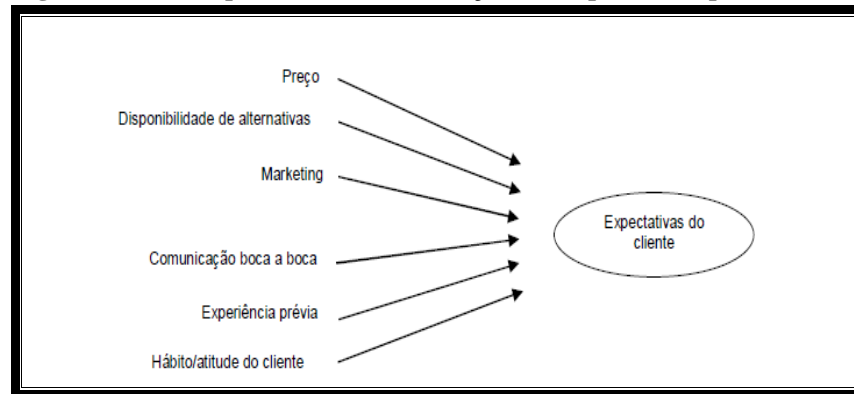 Preço
Disponibilidade de alternativas
Marketing
Expectativas do
cliente
Comunicação boca a boca
Experiência prévia
Hábito/atitude do cliente